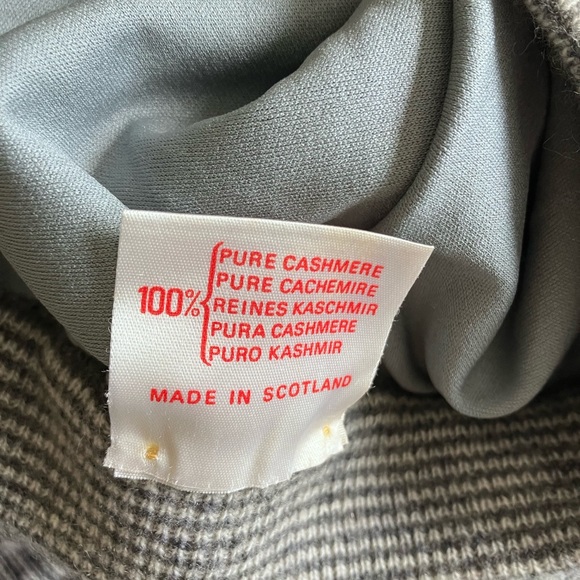 100%
PURE CASHMERE
PURE CACHEMIRE
REINES KASCHMIR
PURA CASHMERE
PURO KASHMIR
MADE IN SCOTLAND